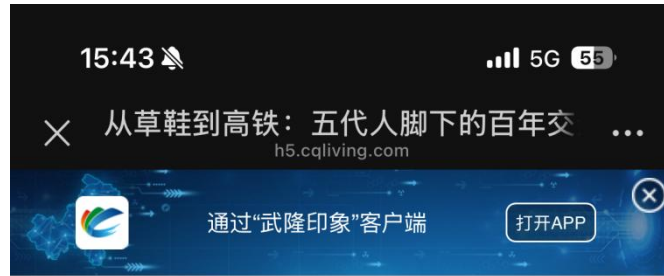 15:43 5G 55
从草鞋到高铁：五代人脚下的百年交
h5.cqliving.com
通过“武隆印象”客户端 打开APP